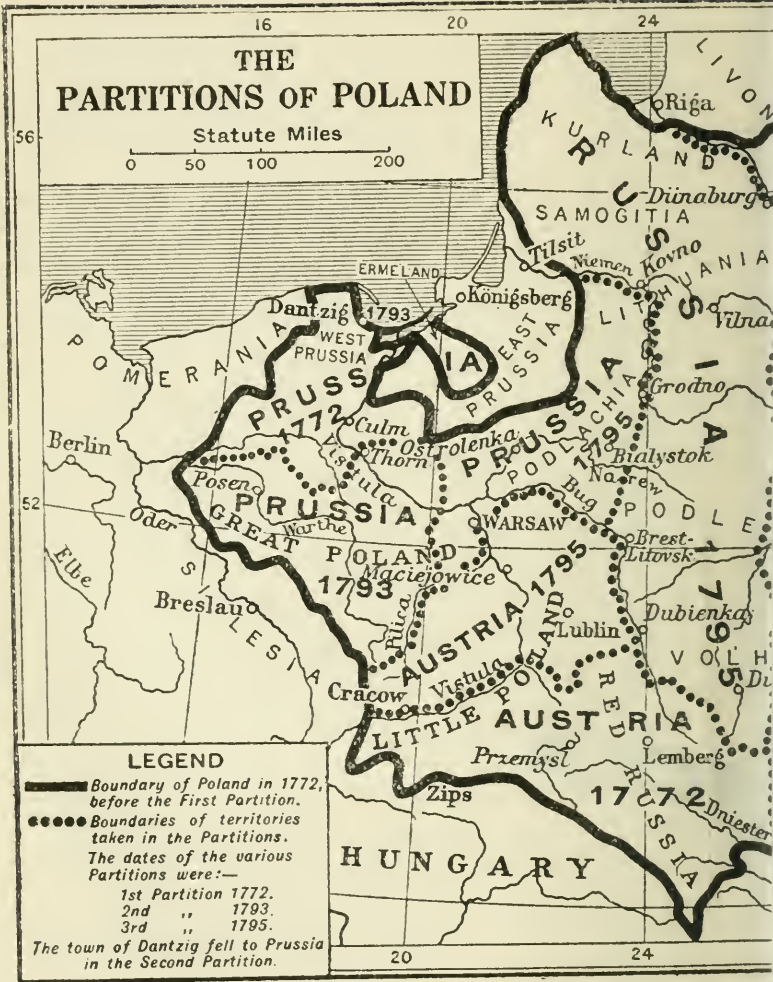 16 20 24
THE
PARTITIONS OF POLAND
Statute Miles
0 50 100 200
56
52
LIVON
Riga
KURLAND
RUSSIA
1795
Dünaburg
SAMOGITIA
Tilsit
Niemen
Kovno
LITHUANIA
Vilna
ERMELAND
Königsberg
Dantzig 1793
WEST
PRUSSIA
EAST
PRUSSIA
POMERANIA
PRUSSIA
1772
Grodno
Culm
Thorn
Ostrolenka
PRUSSIA
1795
PODLACHIA
Bialystok
Narew
Berlin
Vistula
Posen
PRUSSIA
1793
Warthe
GREAT
POLAND
Bug
PODLE
WARSAW
Brest-
Litovsk
Oder
Elbe
SILESIA
Maciejowice
Breslau
Pilica
AUSTRIA 1795
Lublin
Dubienka
VOLH
Du
Cracow
Vistula
LITTLE POLAND
AUSTRIA
1772
RED RUSSIA
Przemysl
Lemberg
Zips
Dniester
HUNGARY
LEGEND
Boundary of Poland in 1772,
before the First Partition.
Boundaries of territories
taken in the Partitions.
The dates of the various
Partitions were:—
1st Partition 1772.
2nd ,, 1793.
3rd ,, 1795.
The town of Dantzig fell to Prussia
in the Second Partition.
20 24